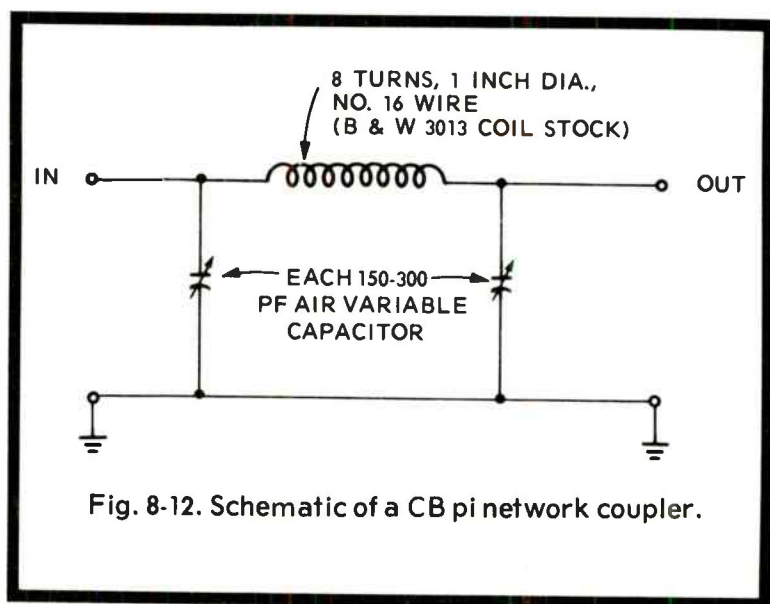 8 TURNS, 1 INCH DIA.,
NO. 16 WIRE
(B & W 3013 COIL STOCK)
IN
OUT
EACH 150-300
PF AIR VARIABLE
CAPACITOR
Fig. 8-12. Schematic of a CB pi network coupler.